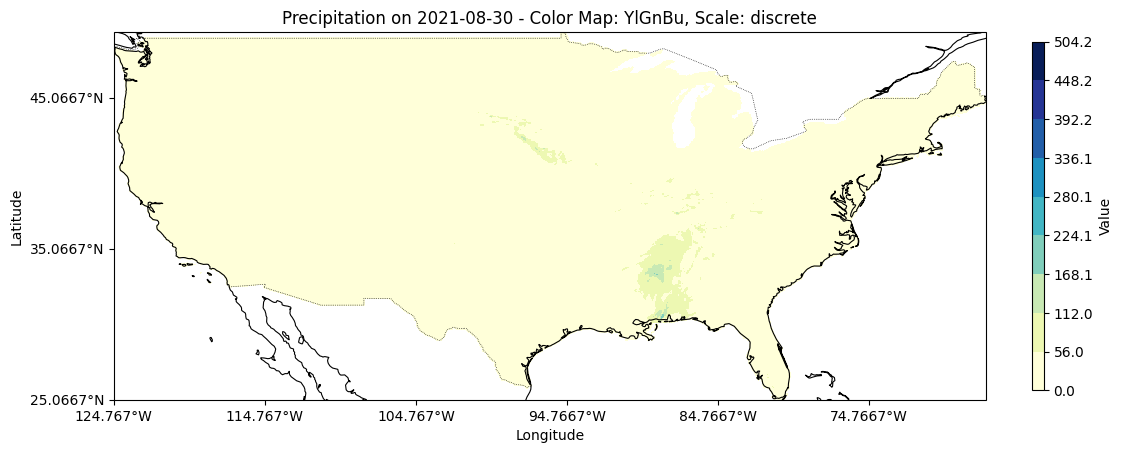 Precipitation on 2021-08-30 - Color Map: YlGnBu, Scale: discrete
Latitude
45.0667°N
35.0667°N
25.0667°N
124.767°W
114.767°W
104.767°W
94.7667°W
84.7667°W
74.7667°W
Longitude
504.2
448.2
392.2
336.1
280.1
224.1
168.1
112.0
56.0
0.0
Value